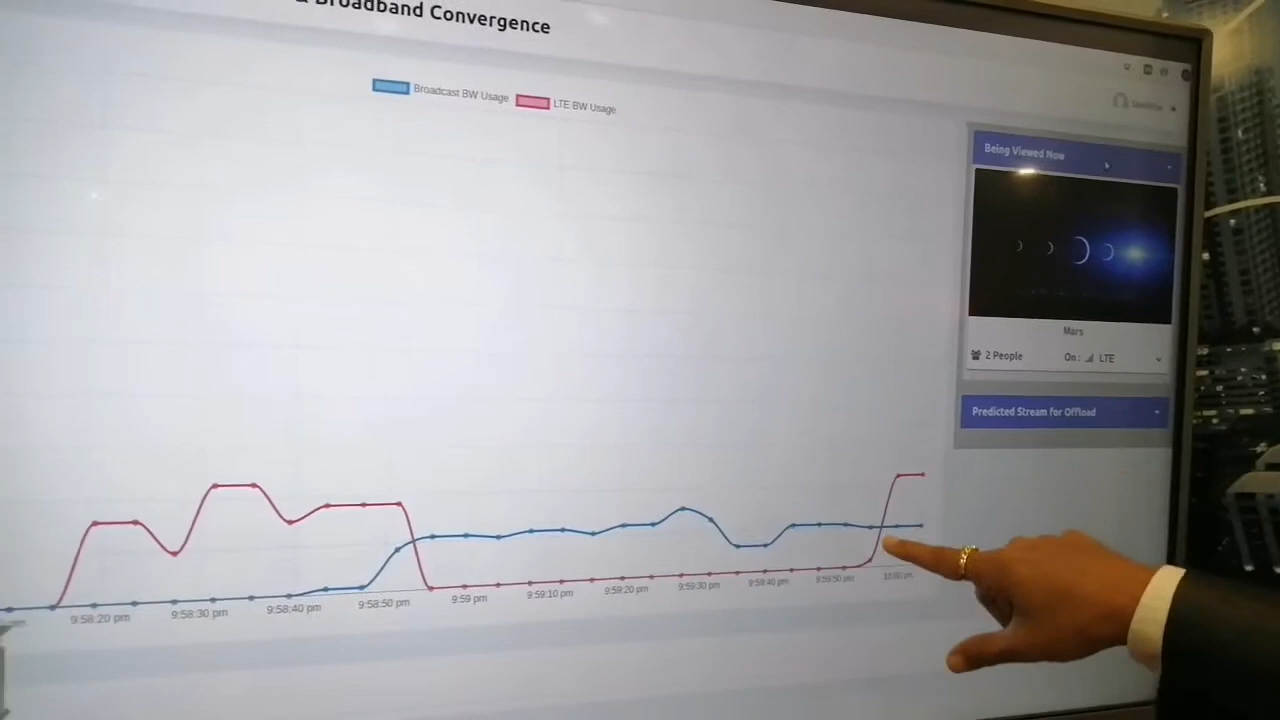 Broadband Convergence
Broadcast BW Usage
LTE BW Usage
Being Viewed Now
Mars
2 People
On: LTE
Predicted Stream for Offload
9:58:20 pm
9:58:30 pm
9:58:40 pm
9:58:50 pm
9:59 pm
9:59:10 pm
9:59:20 pm
9:59:30 pm
9:59:40 pm
9:59:50 pm